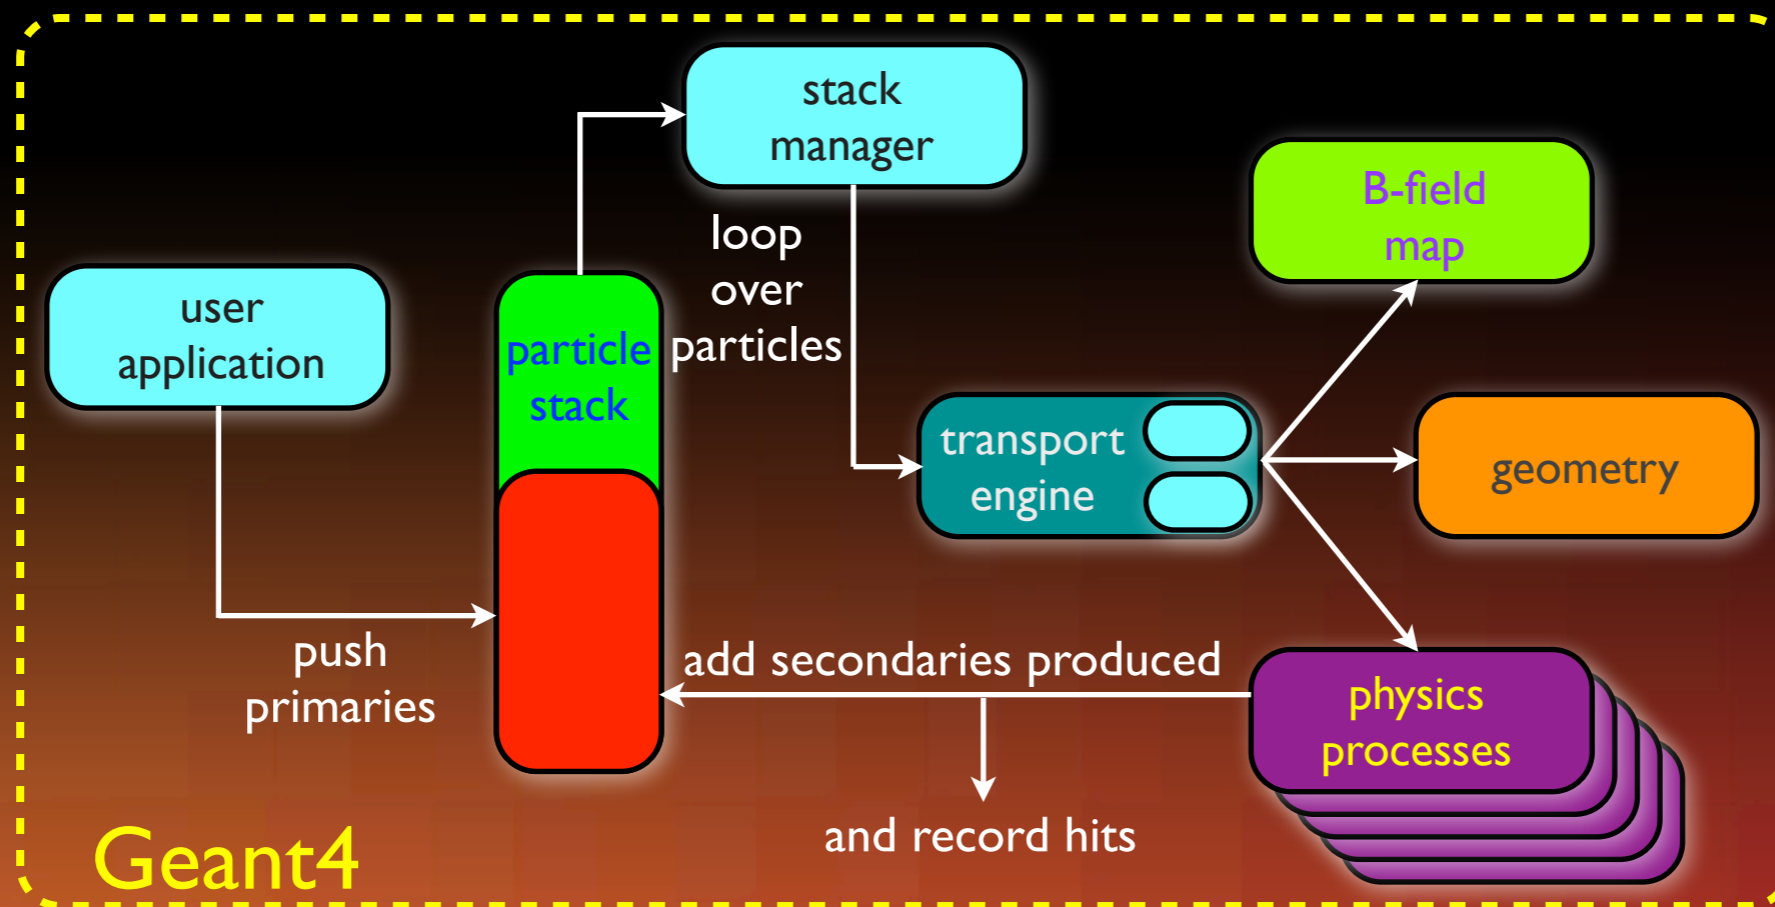 stack
manager
B-field
map
loop
over
particles
user
application
particle
stack
transport
engine
geometry
push
primaries
add secondaries produced
physics
processes
and record hits
Geant4